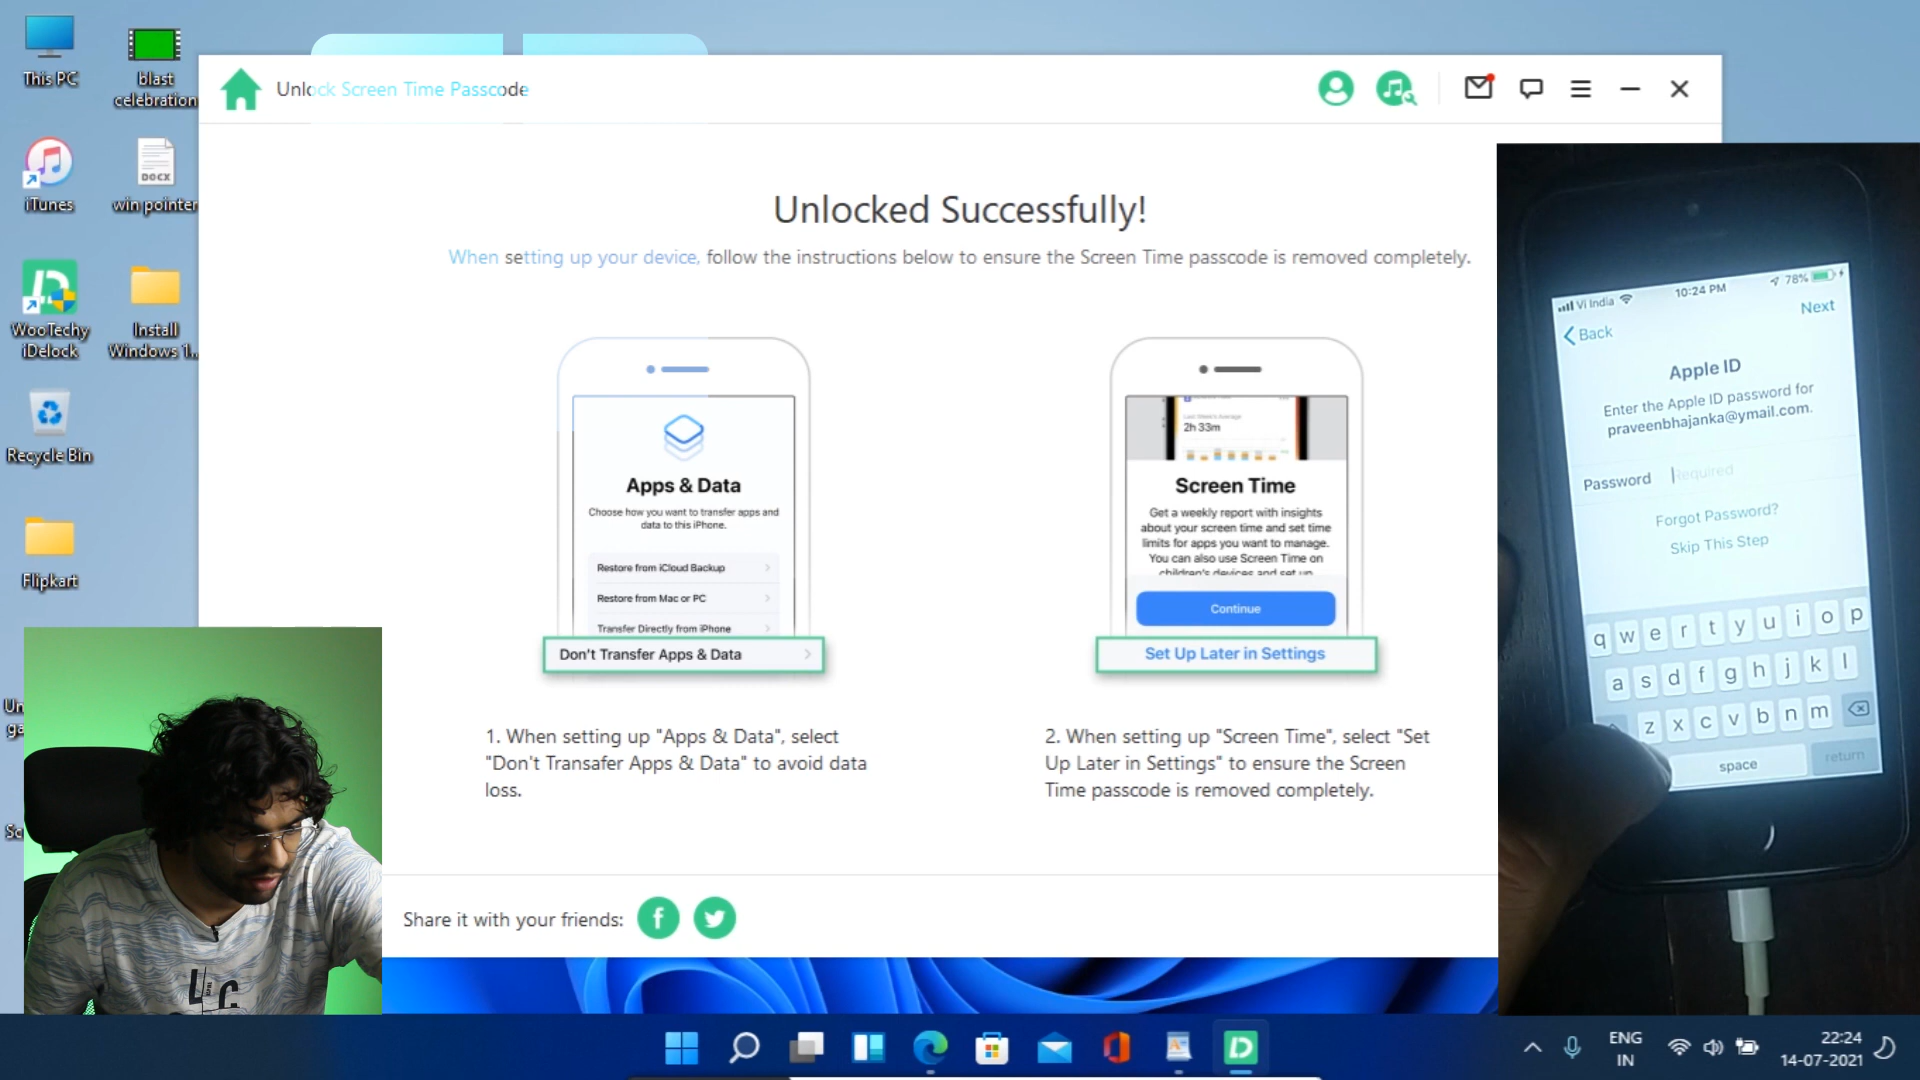 This PC
blast
celebration
iTunes
win pointer
WooTechy
iDelock
Install
Windows 1...
Recycle Bin
Flipkart
Un
ga
Sc
Unlock Screen Time Passcode
Unlocked Successfully!
When setting up your device, follow the instructions below to ensure the Screen Time passcode is removed completely.
Apps & Data
Choose how you want to transfer apps and
data to this iPhone.
Restore from iCloud Backup
Restore from Mac or PC
Transfer Directly from iPhone
Don't Transfer Apps & Data
1. When setting up "Apps & Data", select
"Don't Transafer Apps & Data" to avoid data
loss.
2h 33m
Screen Time
Get a weekly report with insights
about your screen time and set time
limits for apps you want to manage.
You can also use Screen Time on
children's devices and set up
Continue
Set Up Later in Settings
2. When setting up "Screen Time", select "Set
Up Later in Settings" to ensure the Screen
Time passcode is removed completely.
Share it with your friends:
Vi India
10:24 PM
78%
Back
Next
Apple ID
Enter the Apple ID password for
praveenbhajanka@ymail.com.
Password Required
Forgot Password?
Skip This Step
q w e r t y u i o p
a s d f g h j k l
z x c v b n m
space
return
ENG
IN
22:24
14-07-2021